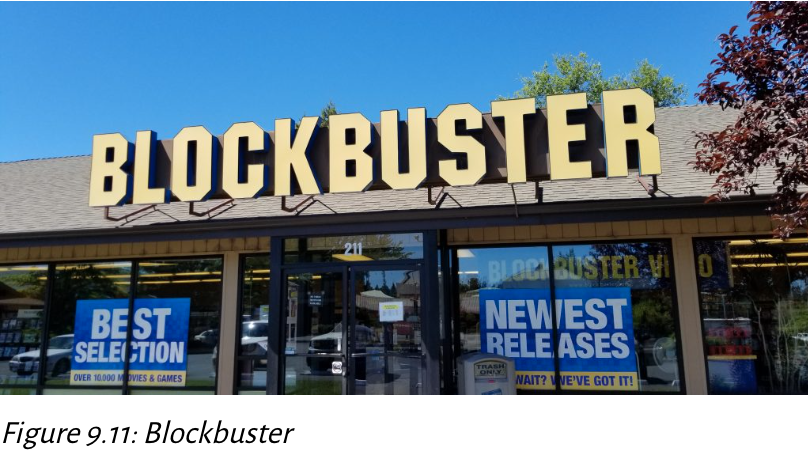 BLOCKBUSTER
211
BLOCKBUSTER VI O
BEST
SELECTION
OVER 10,000 MOVIES & GAMES
NEWEST
RELEASES
WAIT? WE'VE GOT IT!
TRASH
ONLY
Figure 9.11: Blockbuster